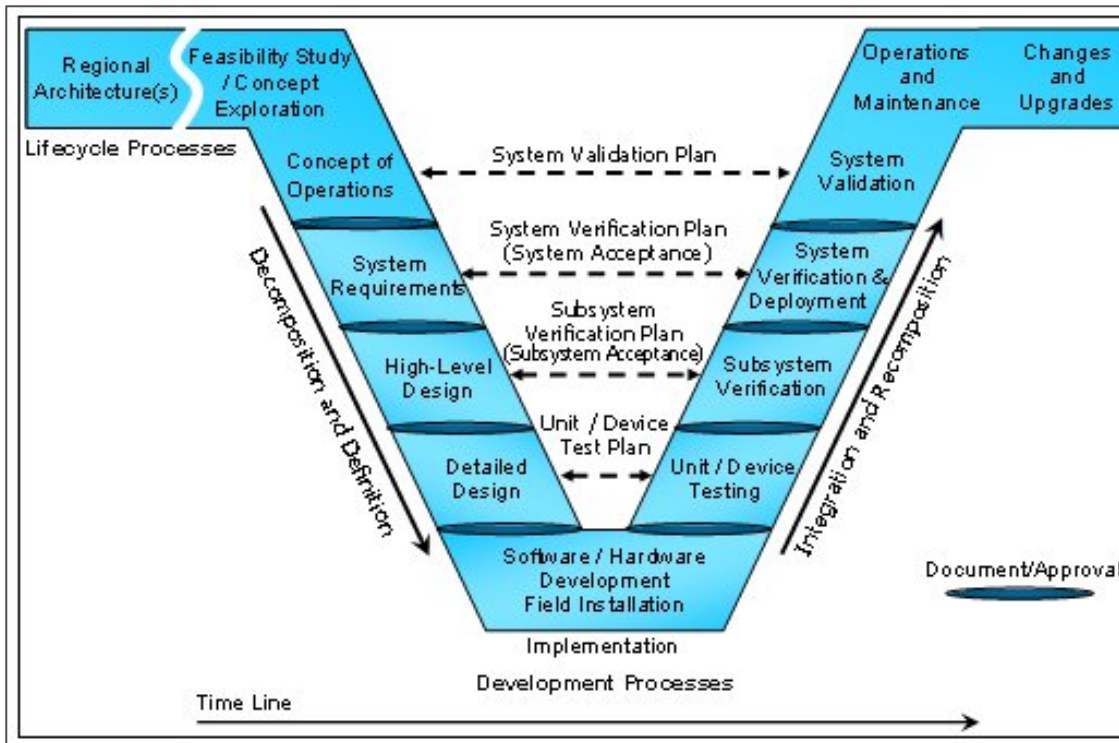 Regional
Architecture(s)
Feasibility Study
/ Concept
Exploration
Operations
and
Maintenance
Changes
and
Upgrades
Lifecycle Processes
Concept of
Operations
System Validation Plan
System
Validation
System Verification Plan
(System Acceptance)
System
Requirements
System
Verification &
Deployment
Subsystem
Verification Plan
(Subsystem Acceptance)
High-Level
Design
Subsystem
Verification
Unit / Device
Test Plan
Detailed
Design
Unit / Device
Testing
Decomposition and Definition
Integration and Recomposition
Software / Hardware
Development
Field Installation
Document/Approval
Implementation
Development Processes
Time Line